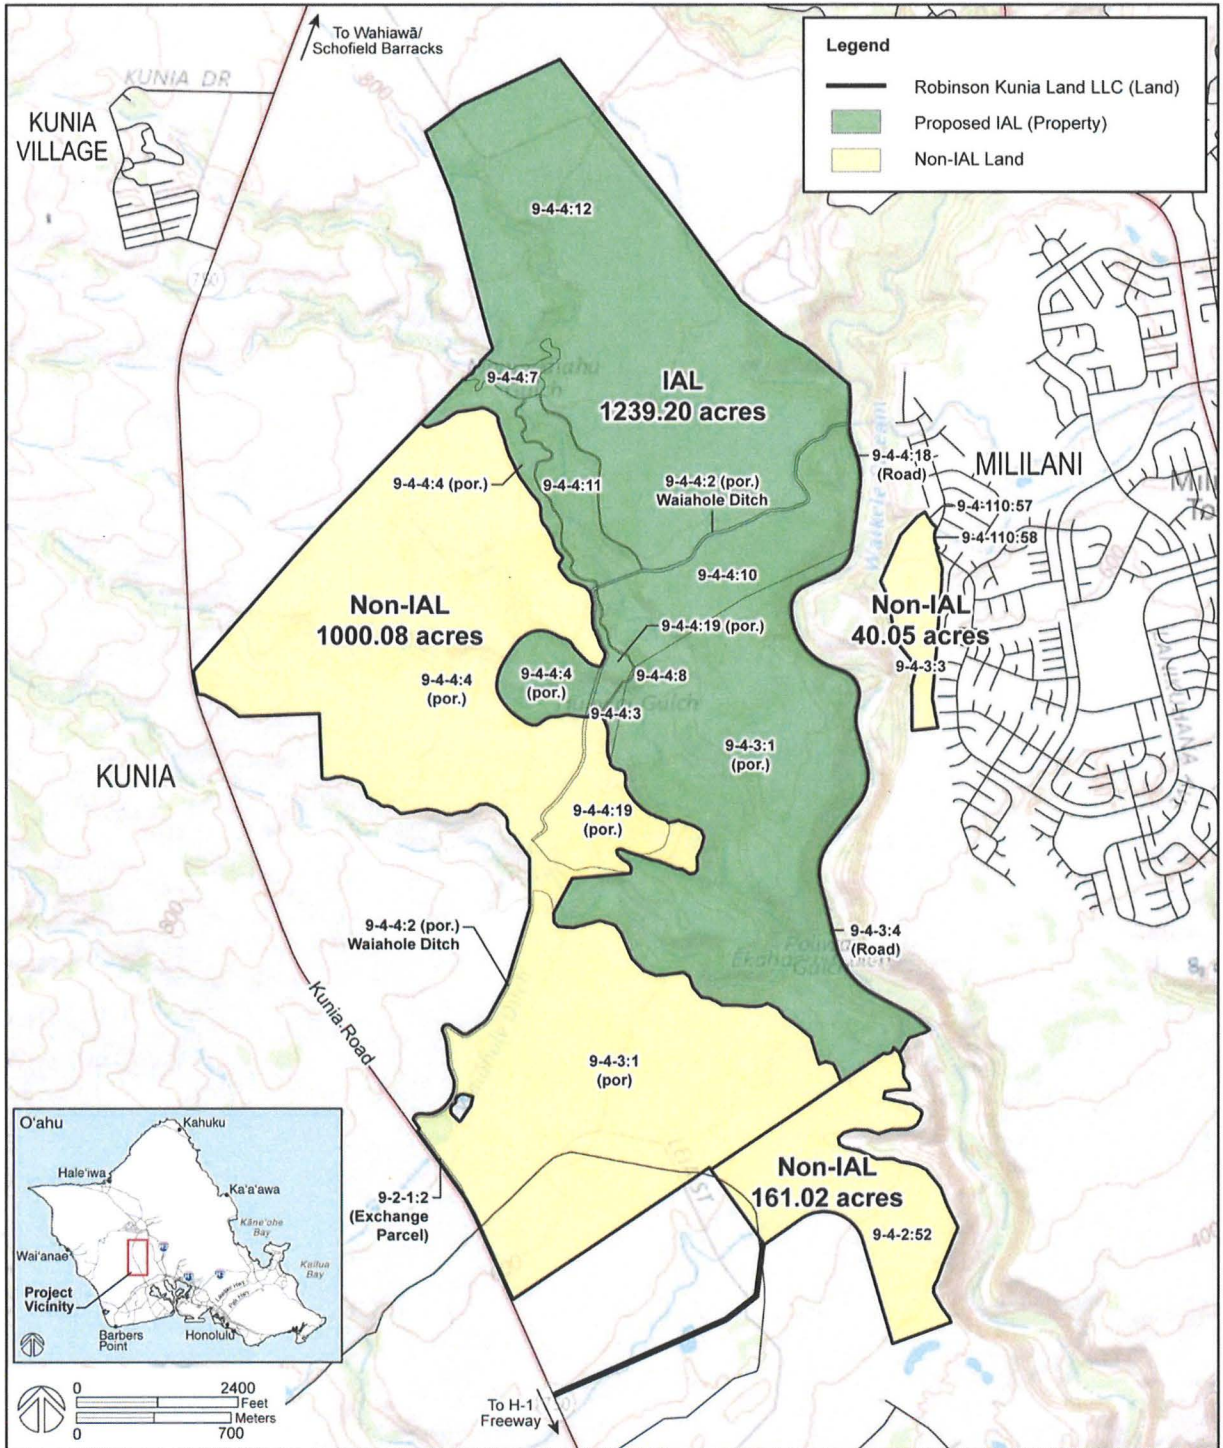 To Wahiawā/
Schofield Barracks
Legend
Robinson Kunia Land LLC (Land)
Proposed IAL (Property)
Non-IAL Land
KUNIA DR
KUNIA
VILLAGE
800
750
9-4-4:12
9-4-4:7
IAL
1239.20 acres
9-4-4:18
(Road)
MILILANI
9-4-4:4 (por.)
9-4-4:11
9-4-4:2 (por.)
Waiahole Ditch
Waikele Stream
9-4-110:57
9-4-110:58
9-4-4:10
Non-IAL
1000.08 acres
Non-IAL
40.05 acres
9-4-4:19 (por.)
9-4-3:3
9-4-4:4
(por.)
9-4-4:4
(por.)
9-4-4:8
Gulch
9-4-4:3
9-4-3:1
(por.)
KUNIA
9-4-4:19
(por.)
800
9-4-4:2 (por.)
Waiahole Ditch
9-4-3:4
(Road)
Gulch
Kunia Road
9-4-3:1
(por)
Non-IAL
161.02 acres
9-4-2:52
400
9-2-1:2
(Exchange
Parcel)
O'ahu
Kahuku
Hale'iwa
Ka'a'awa
Kāne'ohe
Bay
Wai'anae
Kailua
Bay
Project
Vicinity
Barbers
Point
Honolulu
0 2400
Feet
Meters
0 700
To H-1
Freeway